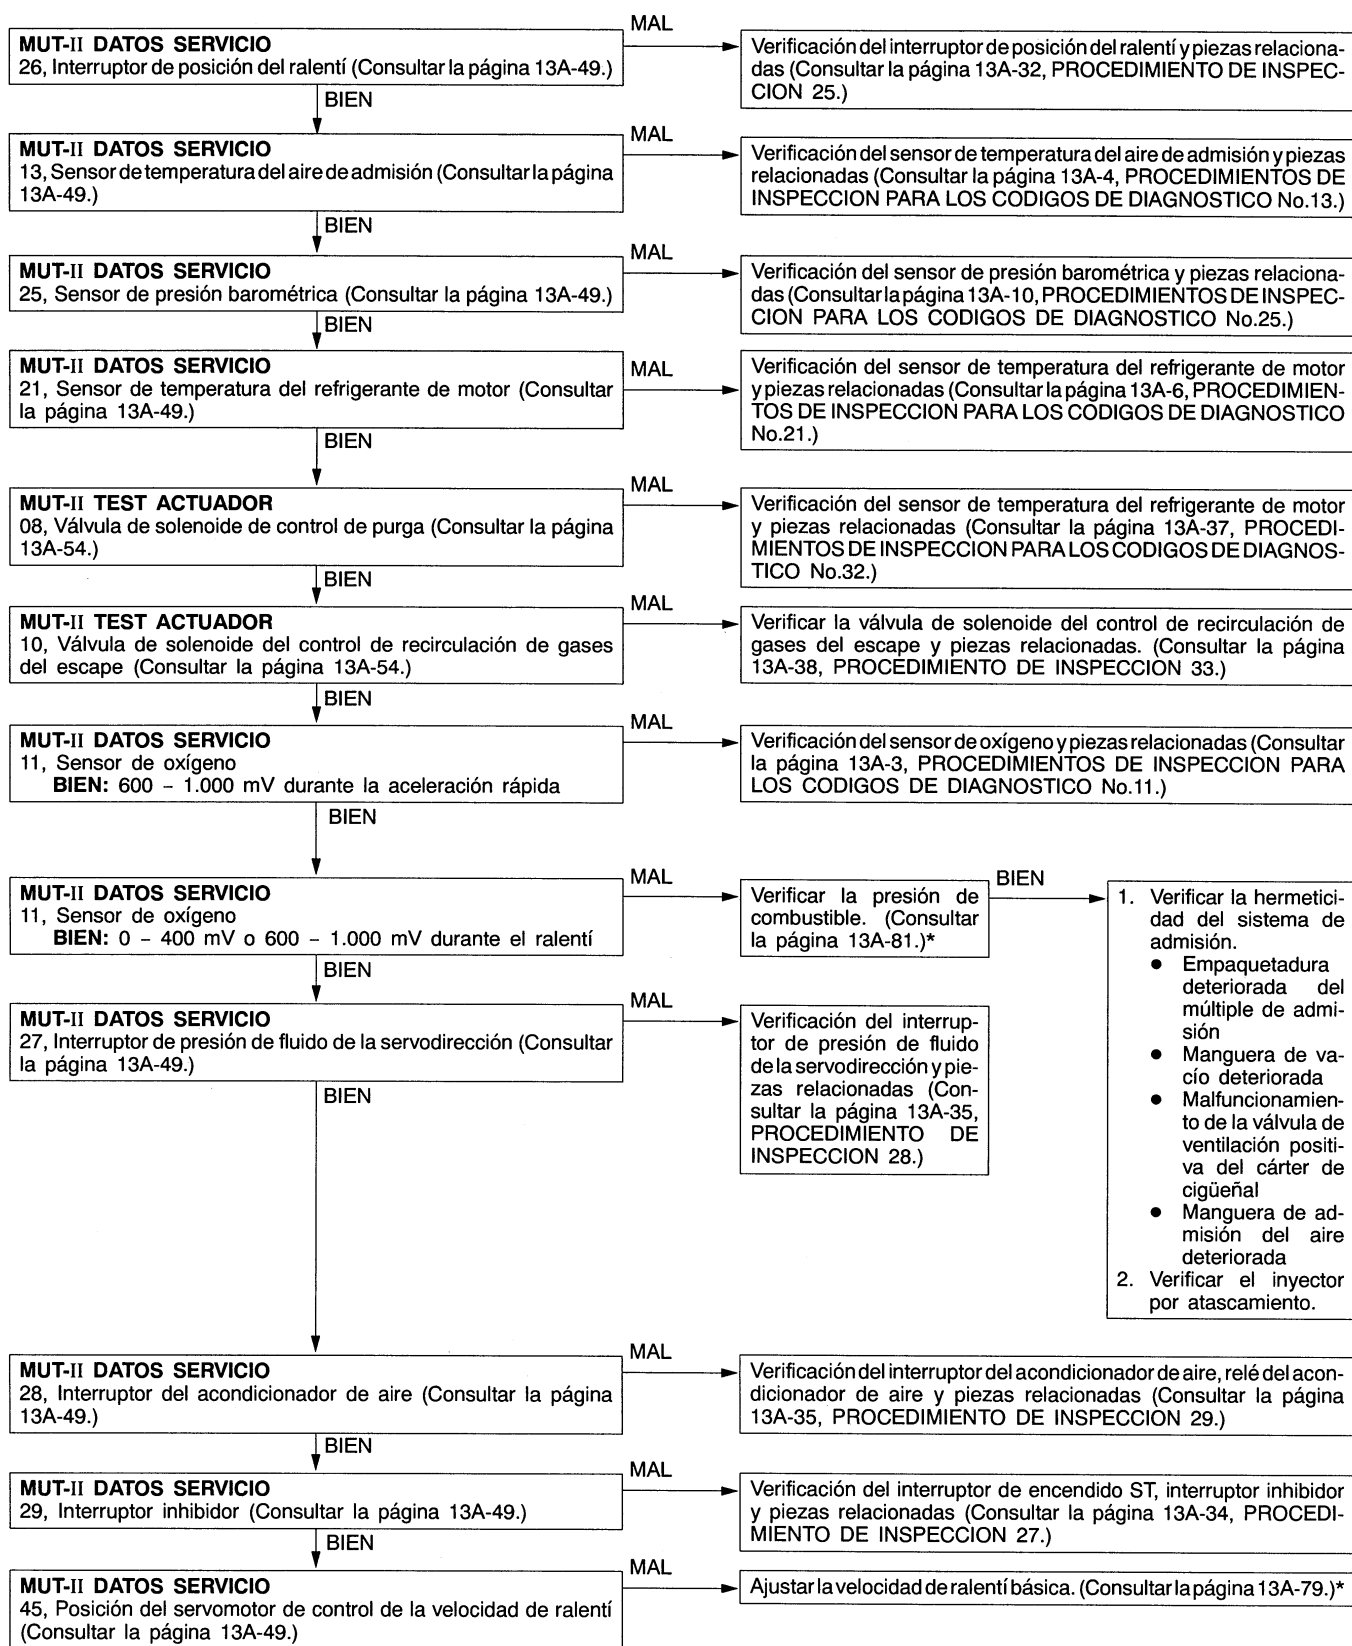 MUT-II DATOS SERVICIO
26, Interruptor de posición del ralentí (Consultar la página 13A-49.)
MAL
Verificación del interruptor de posición del ralentí y piezas relaciona-
das (Consultar la página 13A-32, PROCEDIMIENTO DE INSPEC-
CION 25.)
BIEN
MUT-II DATOS SERVICIO
13, Sensor de temperatura del aire de admisión (Consultar la página
13A-49.)
MAL
Verificación del sensor de temperatura del aire de admisión y piezas
relacionadas (Consultar la página 13A-4, PROCEDIMIENTOS DE
INSPECCION PARA LOS CODIGOS DE DIAGNOSTICO No.13.)
BIEN
MUT-II DATOS SERVICIO
25, Sensor de presión barométrica (Consultar la página 13A-49.)
MAL
Verificación del sensor de presión barométrica y piezas relaciona-
das (Consultar la página 13A-10, PROCEDIMIENTOS DE INSPEC-
CION PARA LOS CODIGOS DE DIAGNOSTICO No.25.)
BIEN
MUT-II DATOS SERVICIO
21, Sensor de temperatura del refrigerante de motor (Consultar
la página 13A-49.)
MAL
Verificación del sensor de temperatura del refrigerante de motor
y piezas relacionadas (Consultar la página 13A-6, PROCEDIMIEN-
TOS DE INSPECCION PARA LOS CODIGOS DE DIAGNOSTICO
No.21.)
BIEN
MUT-II TEST ACTUADOR
08, Válvula de solenoide de control de purga (Consultar la página
13A-54.)
MAL
Verificación del sensor de temperatura del refrigerante de motor
y piezas relacionadas (Consultar la página 13A-37, PROCEDI-
MIENTOS DE INSPECCION PARA LOS CODIGOS DE DIAGNOS-
TICO No.32.)
BIEN
MUT-II TEST ACTUADOR
10, Válvula de solenoide del control de recirculación de gases
del escape (Consultar la página 13A-54.)
MAL
Verificar la válvula de solenoide del control de recirculación de
gases del escape y piezas relacionadas. (Consultar la página
13A-38, PROCEDIMIENTO DE INSPECCION 33.)
BIEN
MUT-II DATOS SERVICIO
11, Sensor de oxígeno
BIEN: 600 – 1.000 mV durante la aceleración rápida
MAL
Verificación del sensor de oxígeno y piezas relacionadas (Consultar
la página 13A-3, PROCEDIMIENTOS DE INSPECCION PARA
LOS CODIGOS DE DIAGNOSTICO No.11.)
BIEN
MUT-II DATOS SERVICIO
11, Sensor de oxígeno
BIEN: 0 – 400 mV o 600 – 1.000 mV durante el ralentí
MAL
Verificar la presión de
combustible. (Consultar
la página 13A-81.)*
BIEN
1. Verificar la hermetici-
dad del sistema de
admisión.
● Empaquetadura
deteriorada del
múltiple de admi-
sión
● Manguera de va-
cío deteriorada
● Malfuncionamien-
to de la válvula de
ventilación positi-
va del cárter de
cigüeñal
● Manguera de ad-
misión del aire
deteriorada
2. Verificar el inyector
por atascamiento.
BIEN
MUT-II DATOS SERVICIO
27, Interruptor de presión de fluido de la servodirección (Consultar
la página 13A-49.)
MAL
Verificación del interrup-
tor de presión de fluido
de la servodirección y pie-
zas relacionadas (Con-
sultar la página 13A-35,
PROCEDIMIENTO DE
INSPECCION 28.)
BIEN
MUT-II DATOS SERVICIO
28, Interruptor del acondicionador de aire (Consultar la página
13A-49.)
MAL
Verificación del interruptor del acondicionador de aire, relé del acon-
dicionador de aire y piezas relacionadas (Consultar la página
13A-35, PROCEDIMIENTO DE INSPECCION 29.)
BIEN
MUT-II DATOS SERVICIO
29, Interruptor inhibidor (Consultar la página 13A-49.)
MAL
Verificación del interruptor de encendido ST, interruptor inhibidor
y piezas relacionadas (Consultar la página 13A-34, PROCEDI-
MIENTO DE INSPECCION 27.)
BIEN
MUT-II DATOS SERVICIO
45, Posición del servomotor de control de la velocidad de ralentí
(Consultar la página 13A-49.)
MAL
Ajustar la velocidad de ralentí básica. (Consultar la página 13A-79.)*